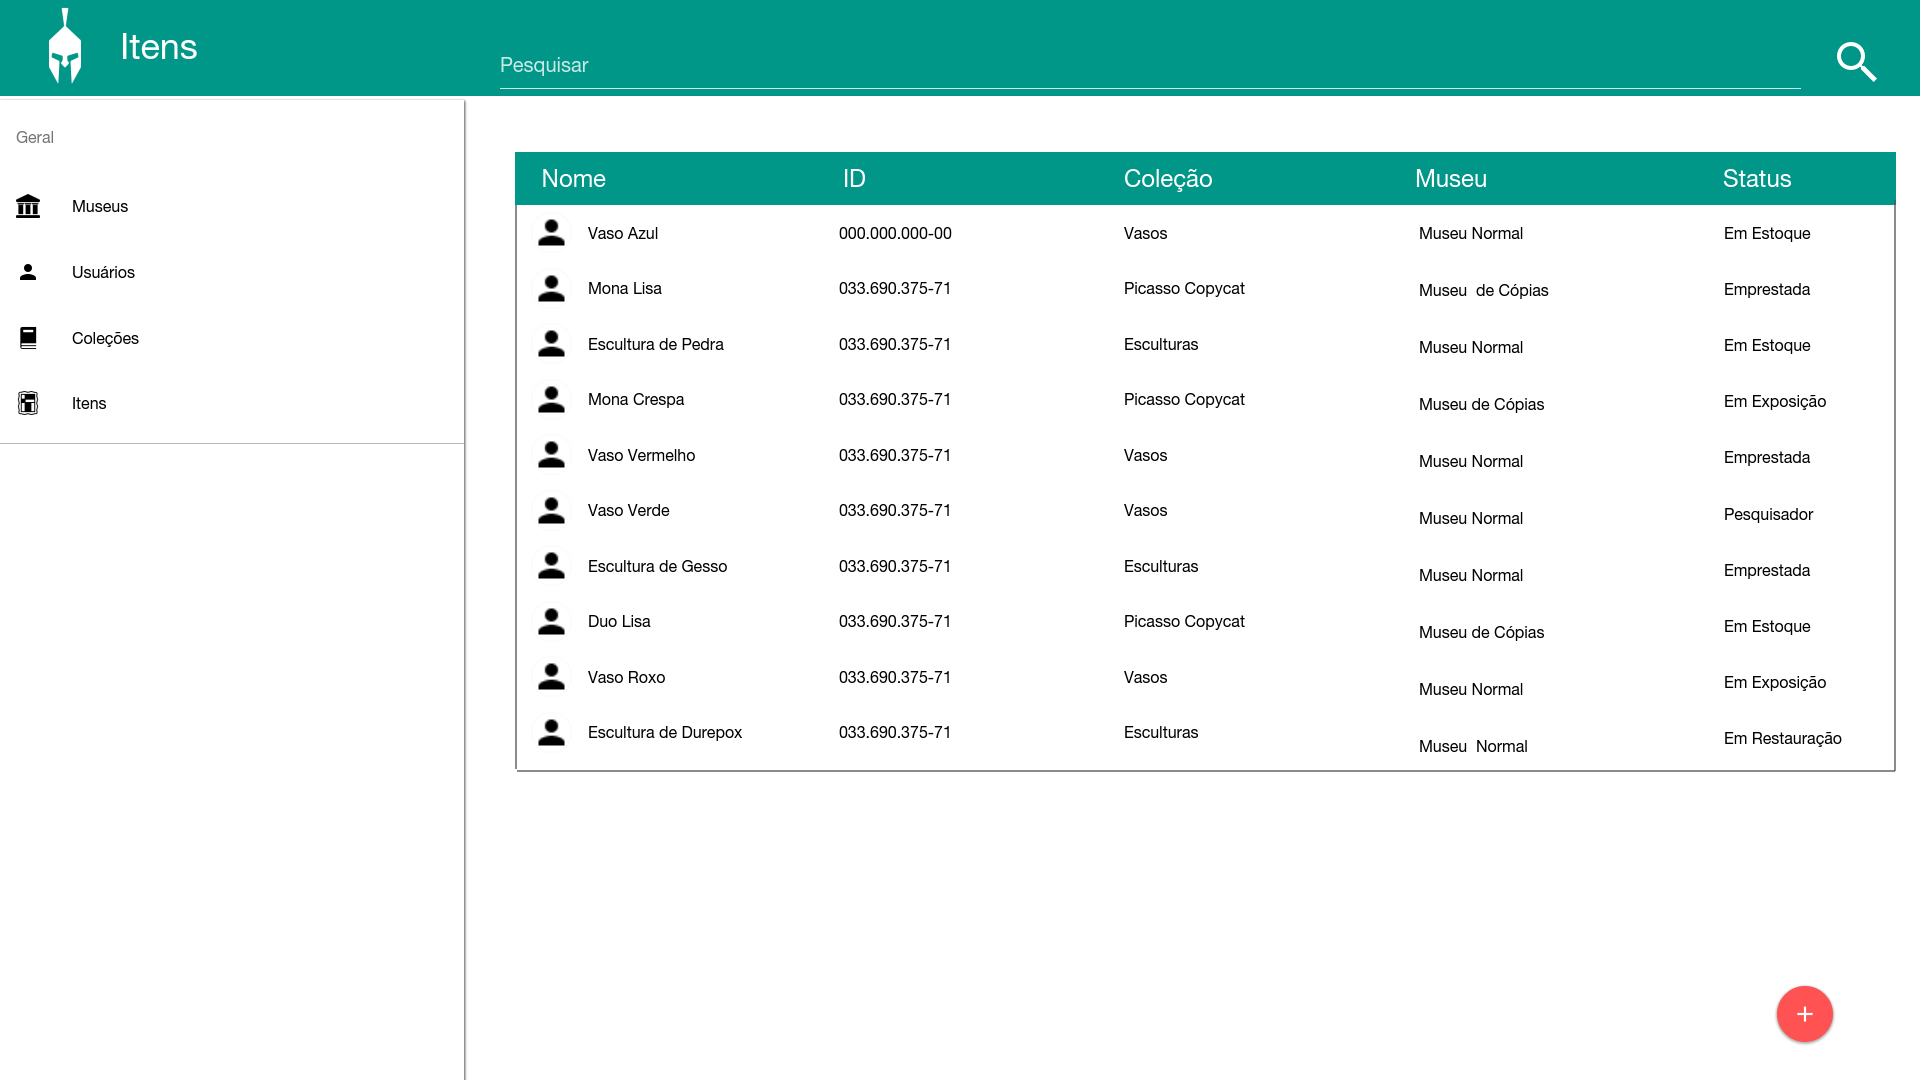 Itens
Pesquisar
Geral
Museus
Usuários
Coleções
Itens
Nome ID Coleção Museu Status
Vaso Azul 000.000.000-00 Vasos Museu Normal Em Estoque
Mona Lisa 033.690.375-71 Picasso Copycat Museu  de Cópias Emprestada
Escultura de Pedra 033.690.375-71 Esculturas Museu Normal Em Estoque
Mona Crespa 033.690.375-71 Picasso Copycat Museu de Cópias Em Exposição
Vaso Vermelho 033.690.375-71 Vasos Museu Normal Emprestada
Vaso Verde 033.690.375-71 Vasos Museu Normal Pesquisador
Escultura de Gesso 033.690.375-71 Esculturas Museu Normal Emprestada
Duo Lisa 033.690.375-71 Picasso Copycat Museu de Cópias Em Estoque
Vaso Roxo 033.690.375-71 Vasos Museu Normal Em Exposição
Escultura de Durepox 033.690.375-71 Esculturas Museu  Normal Em Restauração